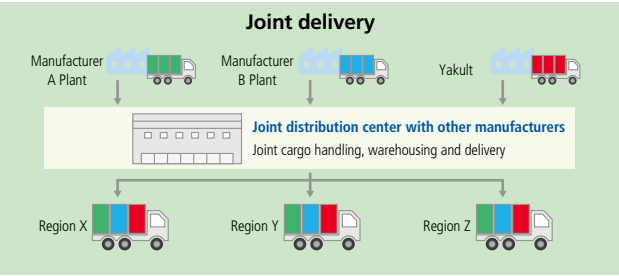 Joint delivery
Manufacturer
A Plant
Manufacturer
B Plant
Yakult
Joint distribution center with other manufacturers
Joint cargo handling, warehousing and delivery
Region X
Region Y
Region Z